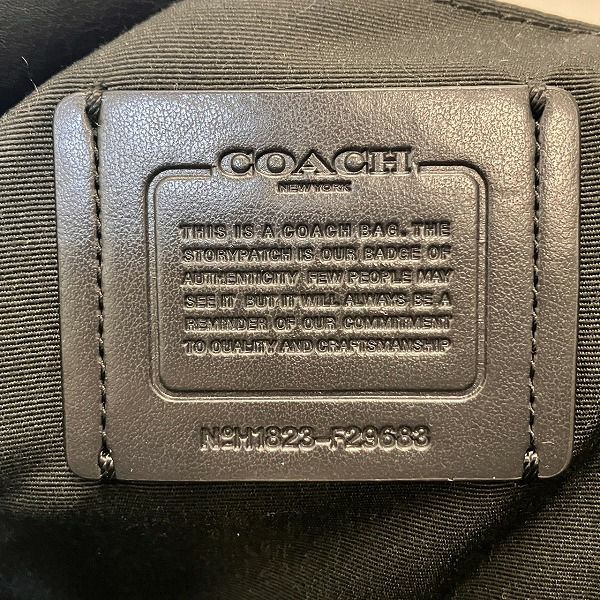 COACH
NEW YORK
THIS IS A COACH BAG. THE
STORYPATCH IS OUR BADGE OF
AUTHENTICITY. FEW PEOPLE MAY
SEE IT, BUT IT WILL ALWAYS BE A
REMINDER OF OUR COMMITMENT
TO QUALITY AND CRAFTSMANSHIP
NºH1823-F29683